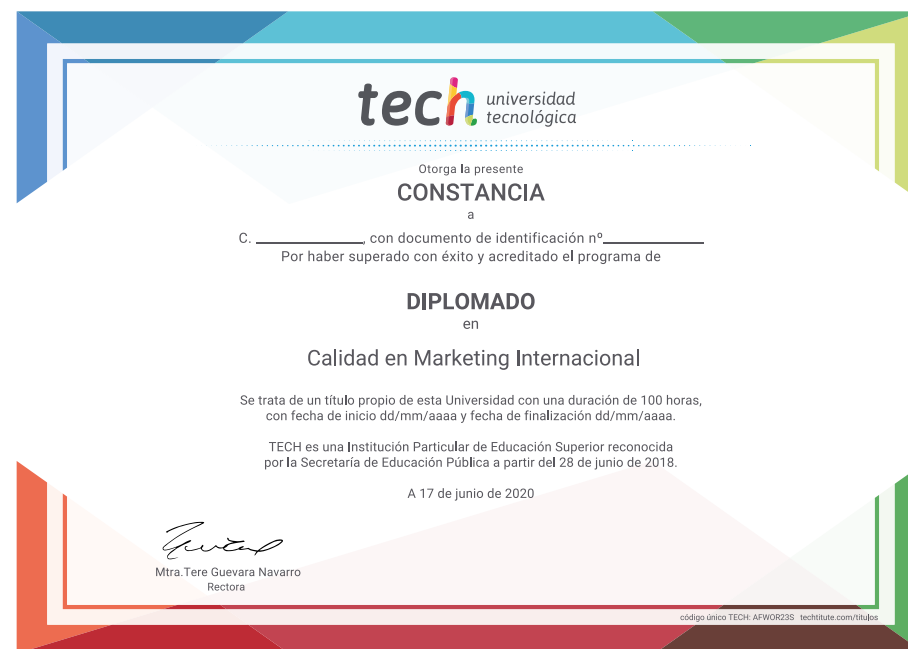 tech universidad
tecnológica
Otorga la presente
CONSTANCIA
a
C. ____________, con documento de identificación nº____________
Por haber superado con éxito y acreditado el programa de
DIPLOMADO
en
Calidad en Marketing Internacional
Se trata de un título propio de esta Universidad con una duración de 100 horas,
con fecha de inicio dd/mm/aaaa y fecha de finalización dd/mm/aaaa.
TECH es una Institución Particular de Educación Superior reconocida
por la Secretaría de Educación Pública a partir del 28 de junio de 2018.
A 17 de junio de 2020
Mtra.Tere Guevara Navarro
Rectora
código único TECH: AFWOR23S techtitute.com/titulos